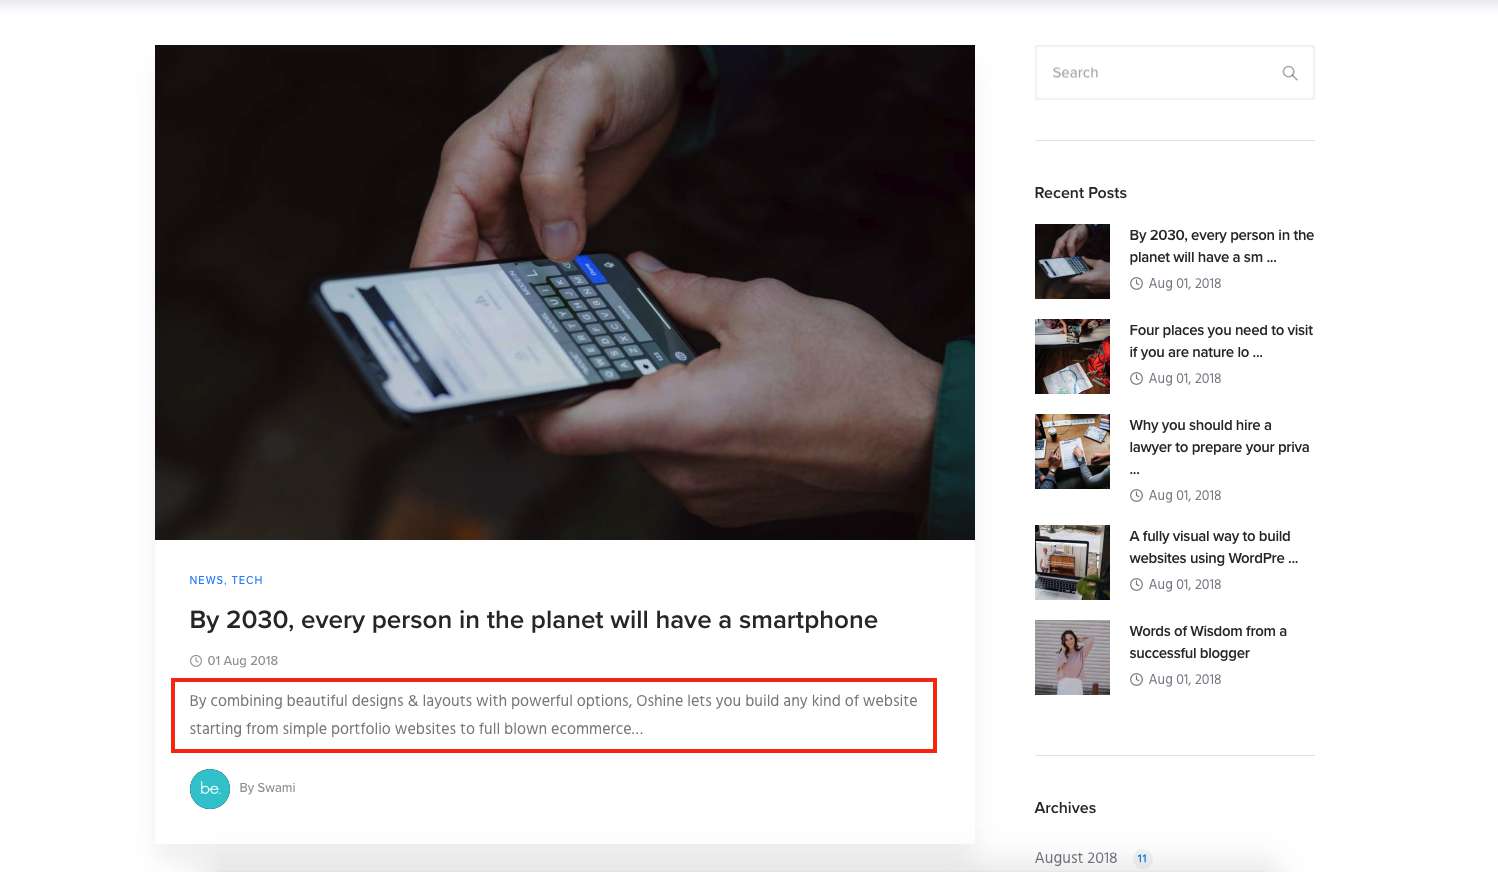 Search
Recent Posts
By 2030, every person in the
planet will have a sm ...
Aug 01, 2018
Four places you need to visit
if you are nature lo ...
Aug 01, 2018
Why you should hire a
lawyer to prepare your priva
...
Aug 01, 2018
A fully visual way to build
websites using WordPre ...
Aug 01, 2018
Words of Wisdom from a
successful blogger
Aug 01, 2018
Archives
August 2018 11
NEWS, TECH
By 2030, every person in the planet will have a smartphone
01 Aug 2018
By combining beautiful designs & layouts with powerful options, Oshine lets you build any kind of website
starting from simple portfolio websites to full blown ecommerce...
be.
By Swami